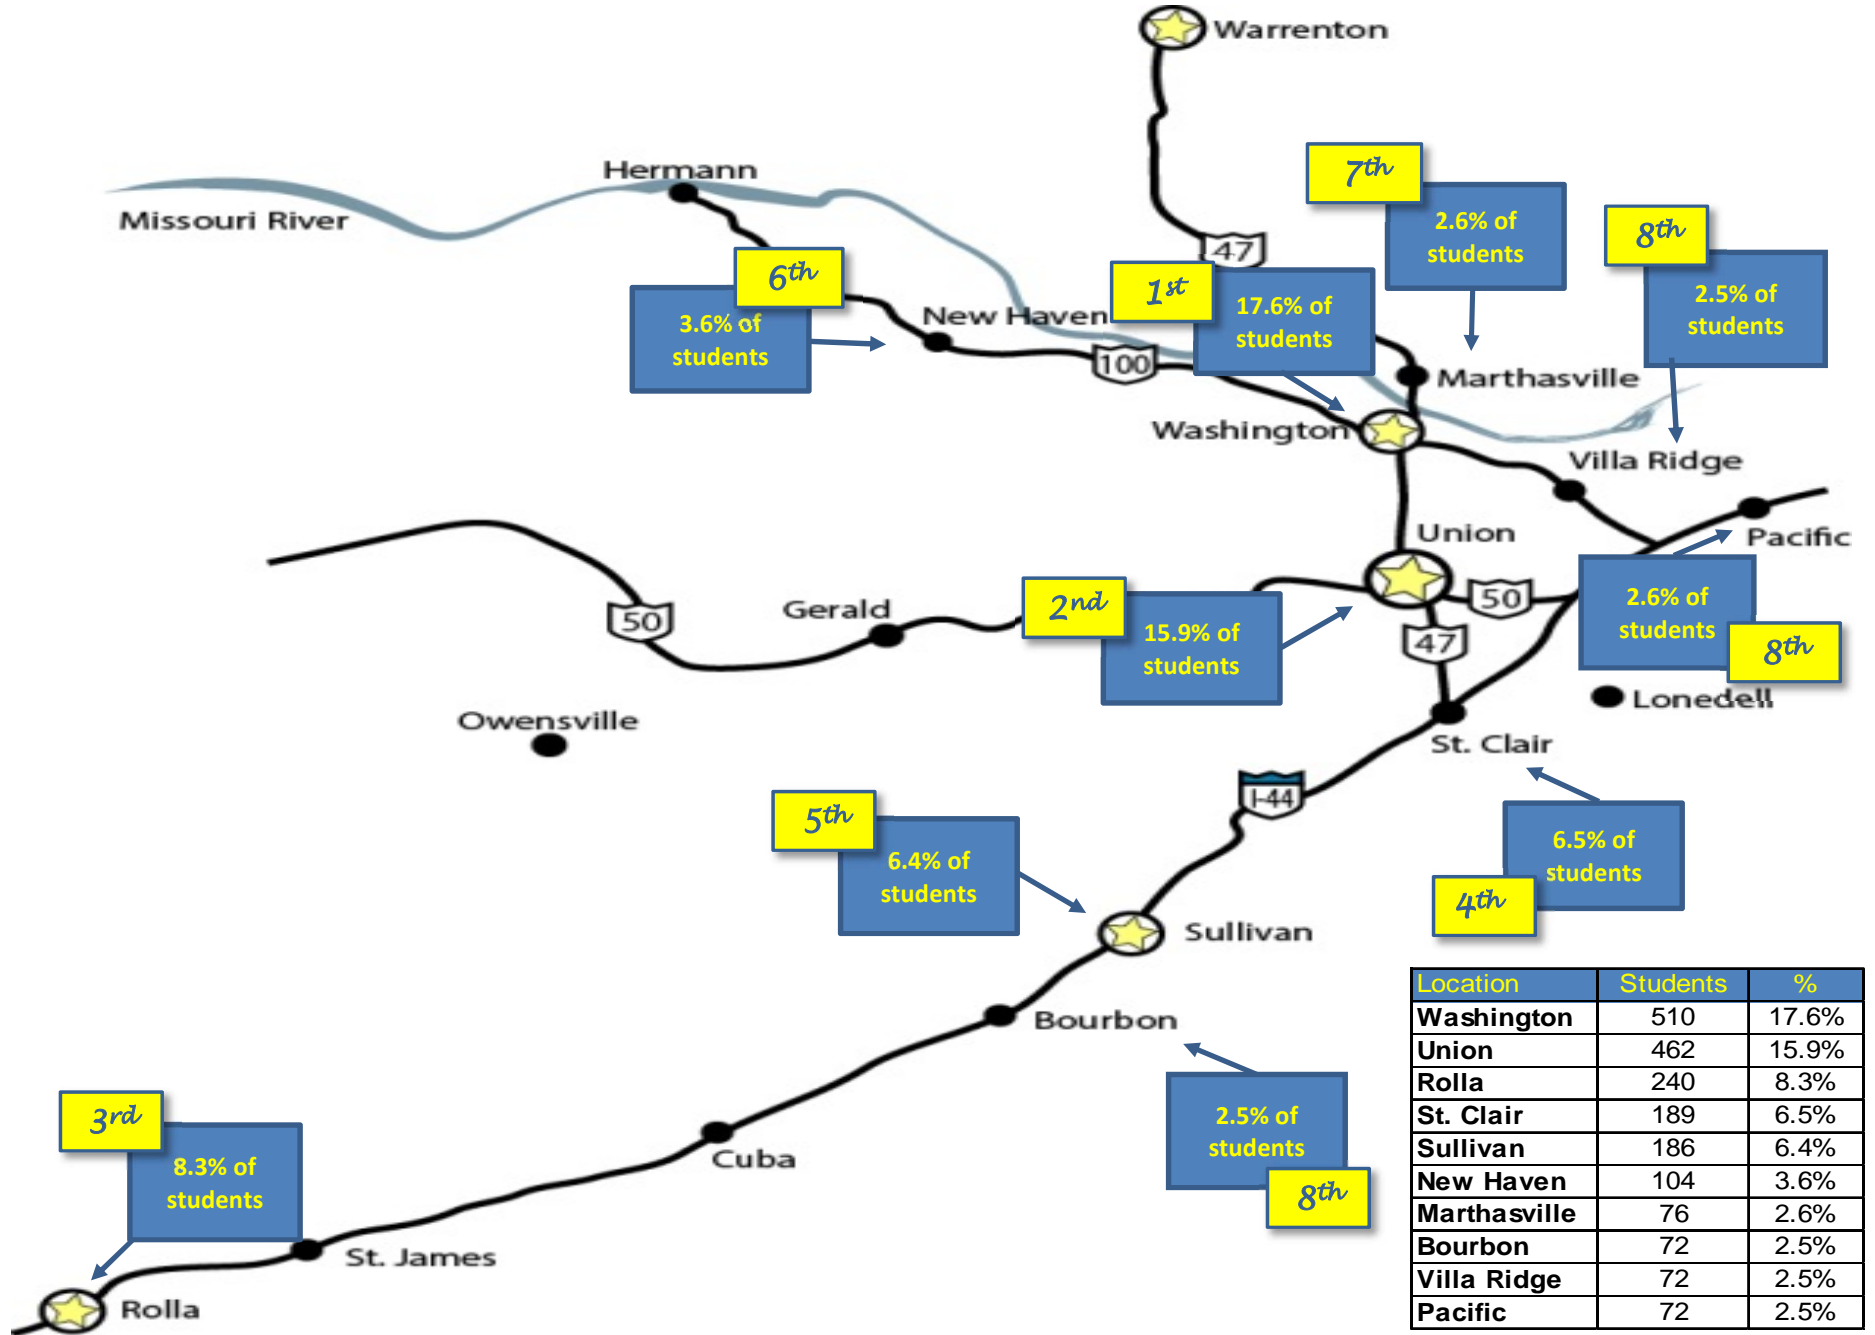 Warrenton
Hermann
Missouri River
7th
2.6% of
students
8th
2.5% of
students
47
6th
3.6% of
students
1st
17.6% of
students
New Haven
100
Marthasville
Washington
Villa Ridge
Union
Pacific
50
Gerald
2nd
15.9% of
students
50
47
2.6% of
students
8th
Lonedell
Owensville
St. Clair
I-44
5th
6.4% of
students
6.5% of
students
4th
Sullivan
Bourbon
2.5% of
students
8th
3rd
8.3% of
students
Cuba
St. James
Rolla
Location Students %
Washington 510 17.6%
Union 462 15.9%
Rolla 240 8.3%
St. Clair 189 6.5%
Sullivan 186 6.4%
New Haven 104 3.6%
Marthasville 76 2.6%
Bourbon 72 2.5%
Villa Ridge 72 2.5%
Pacific 72 2.5%